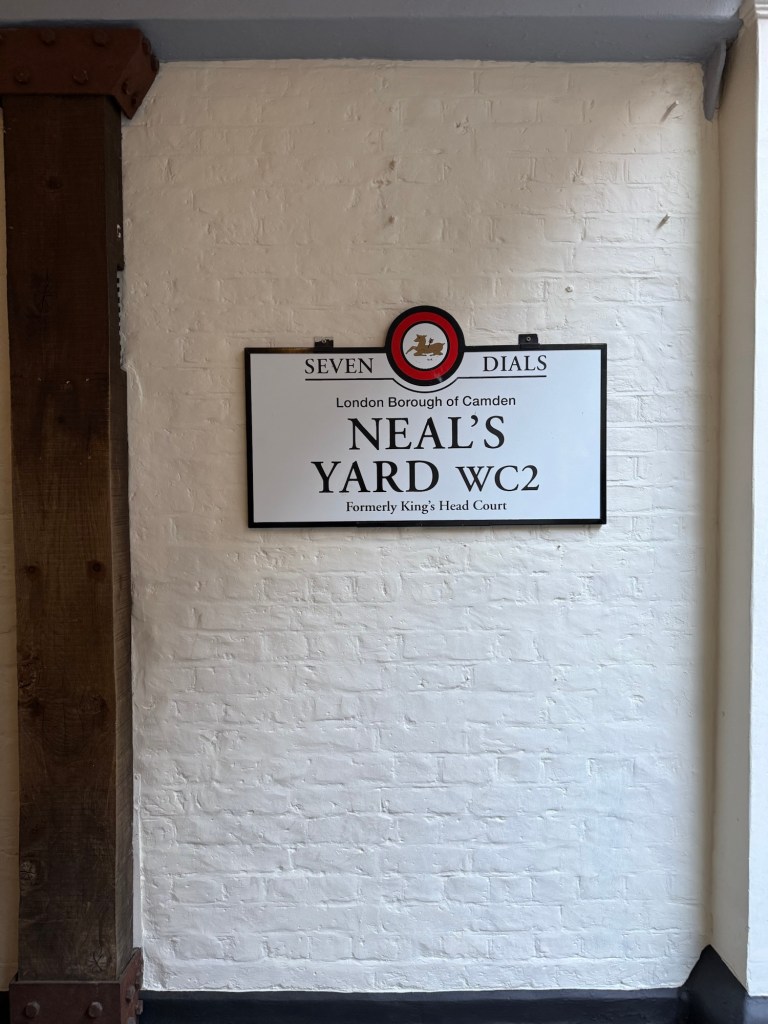 SEVEN DIALS
London Borough of Camden
NEAL’S
YARD WC2
Formerly King’s Head Court